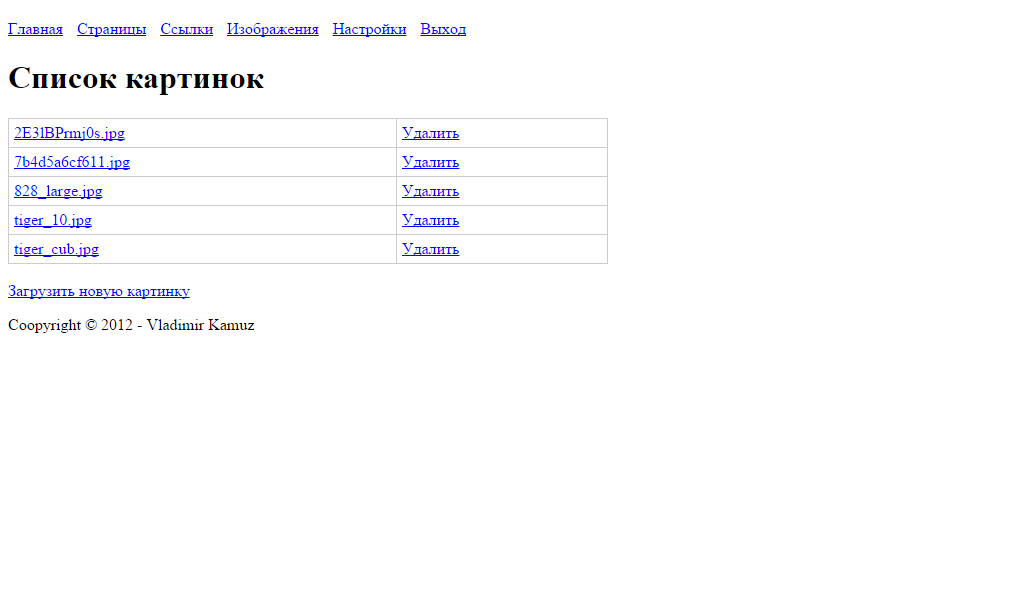 Главная Страницы Ссылки Изображения Настройки Выход
Список картинок
2E3lBPrmj0s.jpg Удалить
7b4d5a6cf611.jpg Удалить
828_large.jpg Удалить
tiger_10.jpg Удалить
tiger_cub.jpg Удалить
Загрузить новую картинку
Coopyright © 2012 - Vladimir Kamuz